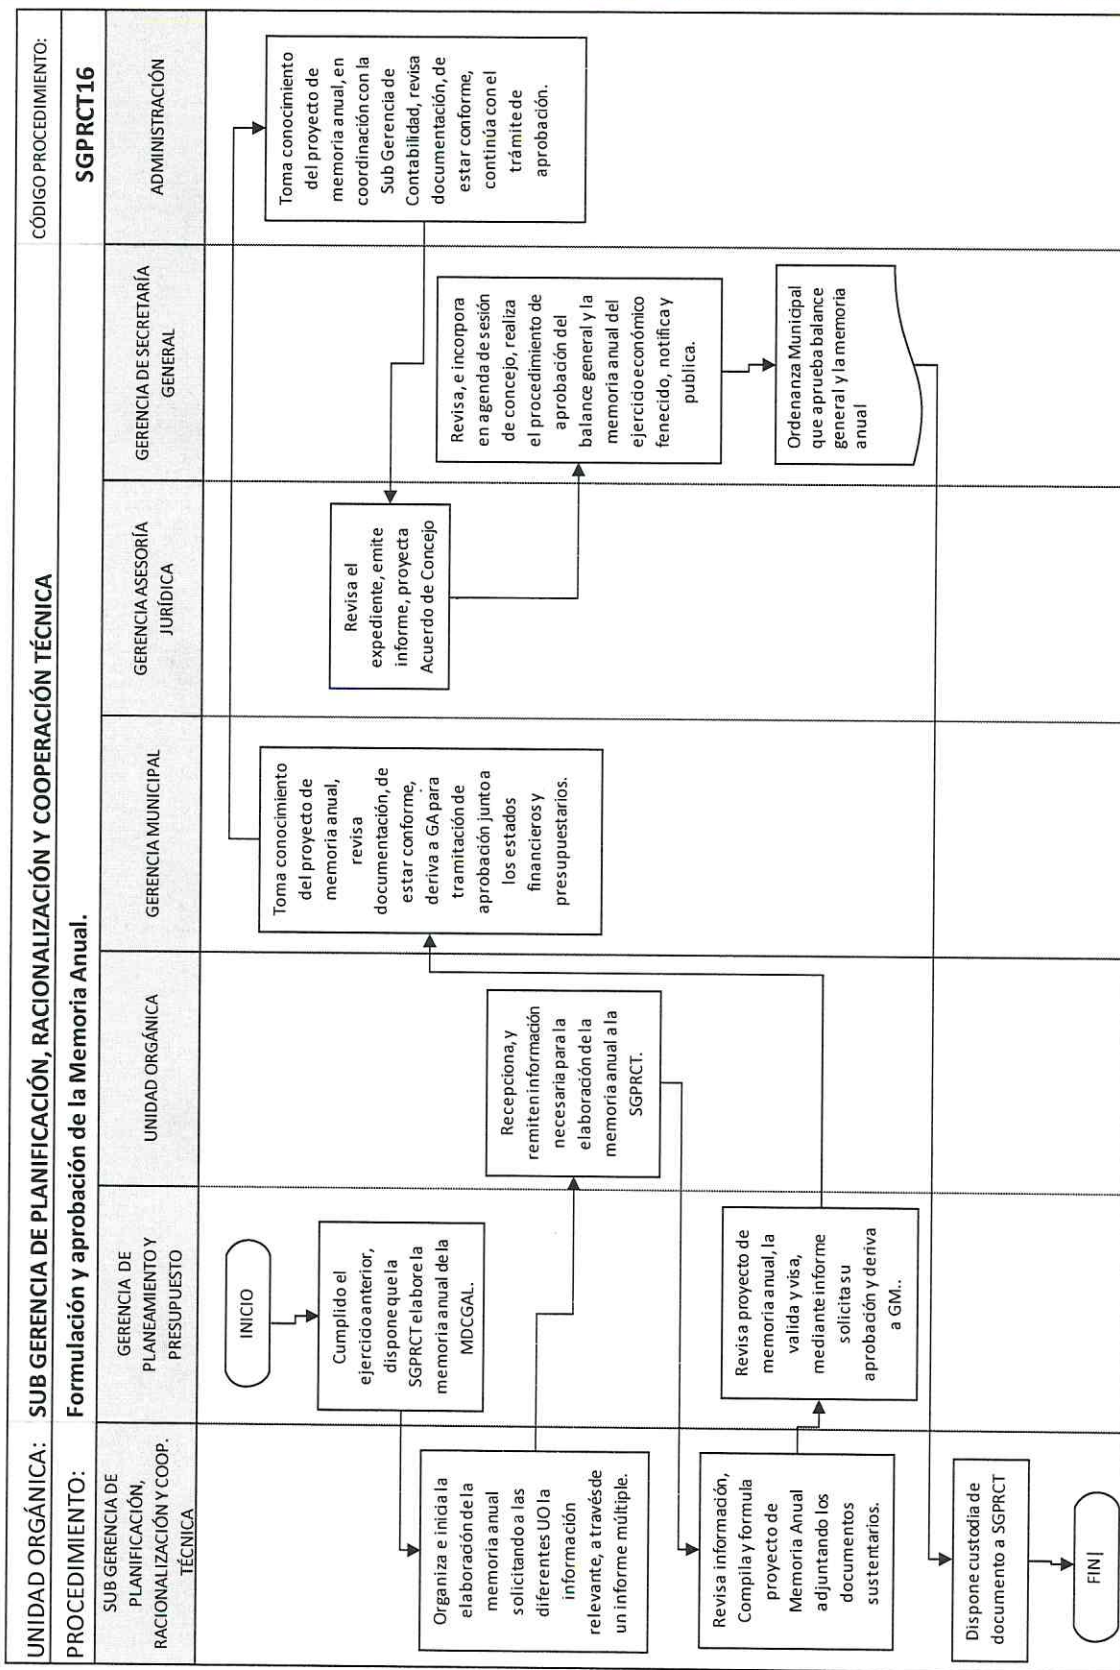 UNIDAD ORGÁNICA: SUB GERENCIA DE PLANIFICACIÓN, RACIONALIZACIÓN Y COOPERACIÓN TÉCNICA
CÓDIGO PROCEDIMIENTO:
PROCEDIMIENTO: Formulación y aprobación de la Memoria Anual.
SGPRCT16
SUB GERENCIA DE
PLANIFICACIÓN,
RACIONALIZACIÓN Y COOP.
TÉCNICA
GERENCIA DE
PLANEAMIENTO Y
PRESUPUESTO
UNIDAD ORGÁNICA
GERENCIA MUNICIPAL
GERENCIA ASESORÍA
JURÍDICA
GERENCIA DE SECRETARÍA
GENERAL
ADMINISTRACIÓN
INICIO
Cumplido el
ejercicio anterior,
dispone que la
SGPRCT elabore la
memoria anual de la
MDCGAL.
Organiza e inicia la
elaboración de la
memoria anual
solicitando a las
diferentes UO la
información
relevante, a través de
un informe múltiple.
Recepciona, y
remiten información
necesaria para la
elaboración de la
memoria anual a la
SGPRCT.
Revisa información,
Compila y formula
proyecto de
Memoria Anual
adjuntando los
documentos
sustentarios.
Revisa proyecto de
memoria anual, la
valida y visa,
mediante informe
solicita su
aprobación y deriva
a GM..
Toma conocimiento
del proyecto de
memoria anual,
revisa
documentación, de
estar conforme,
deriva a GA para
tramitación de
aprobación junto a
los estados
financieros y
presupuestarios.
Toma conocimiento
del proyecto de
memoria anual, en
coordinación con la
Sub Gerencia de
Contabilidad, revisa
documentación, de
estar conforme,
continúa con el
trámite de
aprobación.
Revisa el
expediente, emite
informe, proyecta
Acuerdo de Concejo
Revisa, e incorpora
en agenda de sesión
de concejo, realiza
el procedimiento de
aprobación del
balance general y la
memoria anual del
ejercicio económico
fenecido, notifica y
publica.
Ordenanza Municipal
que aprueba balance
general y la memoria
anual
Dispone custodia de
documento a SGPRCT
FIN